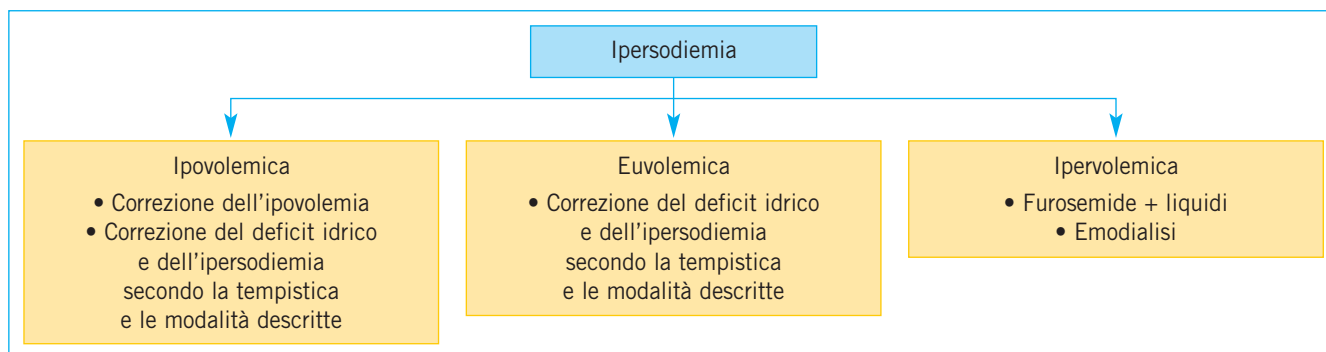 Ipersodiemia
Ipovolemica
• Correzione dell’ipovolemia
• Correzione del deficit idrico
e dell’ipersodiemia
secondo la tempistica
e le modalità descritte
Euvolemica
• Correzione del deficit idrico
e dell’ipersodiemia
secondo la tempistica
e le modalità descritte
Ipervolemica
• Furosemide + liquidi
• Emodialisi